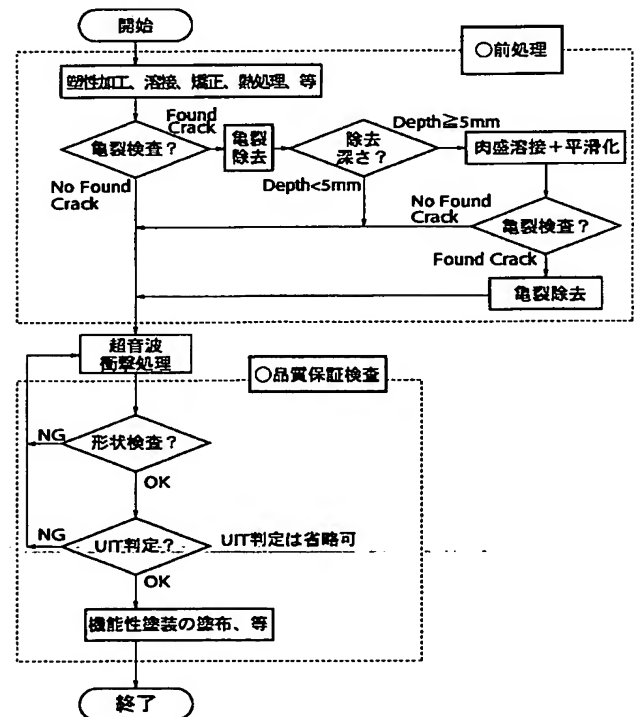 開始
○前処理
塑性加工、溶接、矯正、熱処理、等
亀裂検査？
Found
Crack
亀裂
除去
除去
深さ？
Depth≧5mm
肉盛溶接＋平滑化
No Found
Crack
Depth<5mm
No Found
Crack
亀裂検査？
Found Crack
亀裂除去
超音波
衝撃処理
○品質保証検査
形状検査？
NG
OK
UIT判定？
NG
UIT判定は省略可
OK
機能性塗装の塗布、等
終了